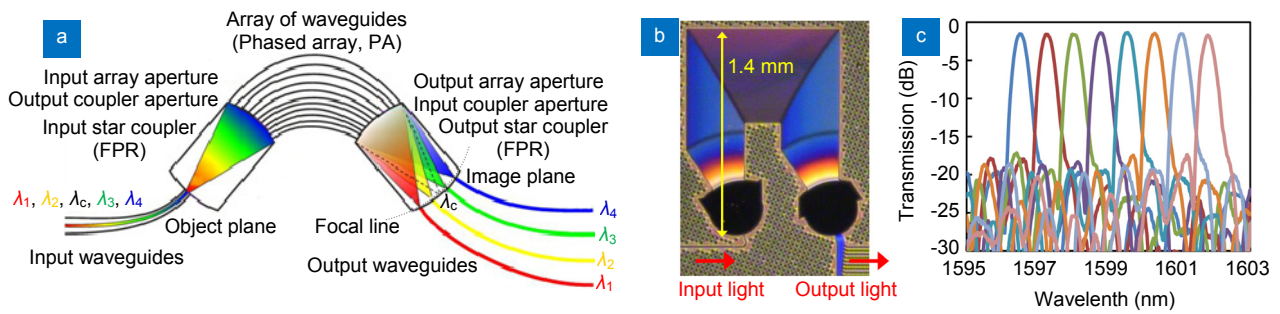 a
Array of waveguides
(Phased array, PA)
Input array aperture
Output coupler aperture
Input star coupler
(FPR)
Output array aperture
Input coupler aperture
Output star coupler
(FPR)
Image plane
λ1, λ2, λc, λ3, λ4
Object plane
Focal line
λc
Input waveguides
Output waveguides
λ4
λ3
λ2
λ1
b
1.4 mm
Input light
Output light
c
Transmission (dB)
0
-5
-10
-15
-20
-25
-30
1595
1597
1599
1601
1603
Wavelenth (nm)